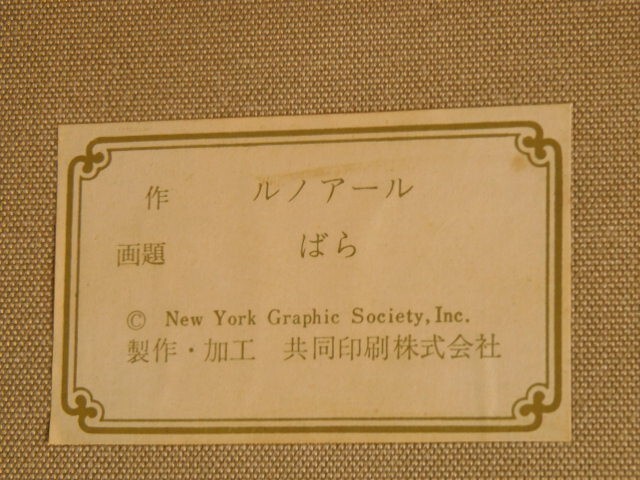 作 ルノアール
画題 ばら
© New York Graphic Society, Inc.
製作・加工 共同印刷株式会社